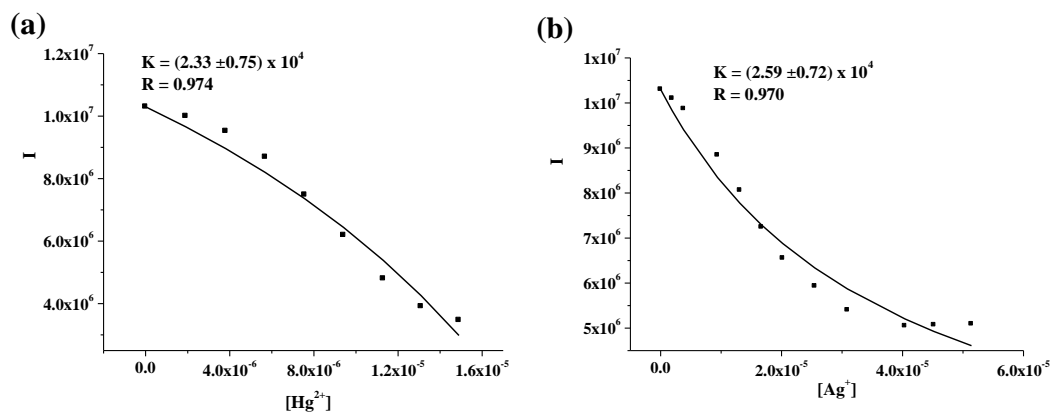 (a)
K = (2.33 ±0.75) x 10⁴
R = 0.974
1.2x10⁷
1.0x10⁷
8.0x10⁶
6.0x10⁶
4.0x10⁶
I
0.0
4.0x10⁻⁶
8.0x10⁻⁶
1.2x10⁻⁵
1.6x10⁻⁵
[Hg²⁺]
(b)
K = (2.59 ±0.72) x 10⁴
R = 0.970
1x10⁷
1x10⁷
9x10⁶
8x10⁶
7x10⁶
6x10⁶
5x10⁶
I
0.0
2.0x10⁻⁵
4.0x10⁻⁵
6.0x10⁻⁵
[Ag⁺]